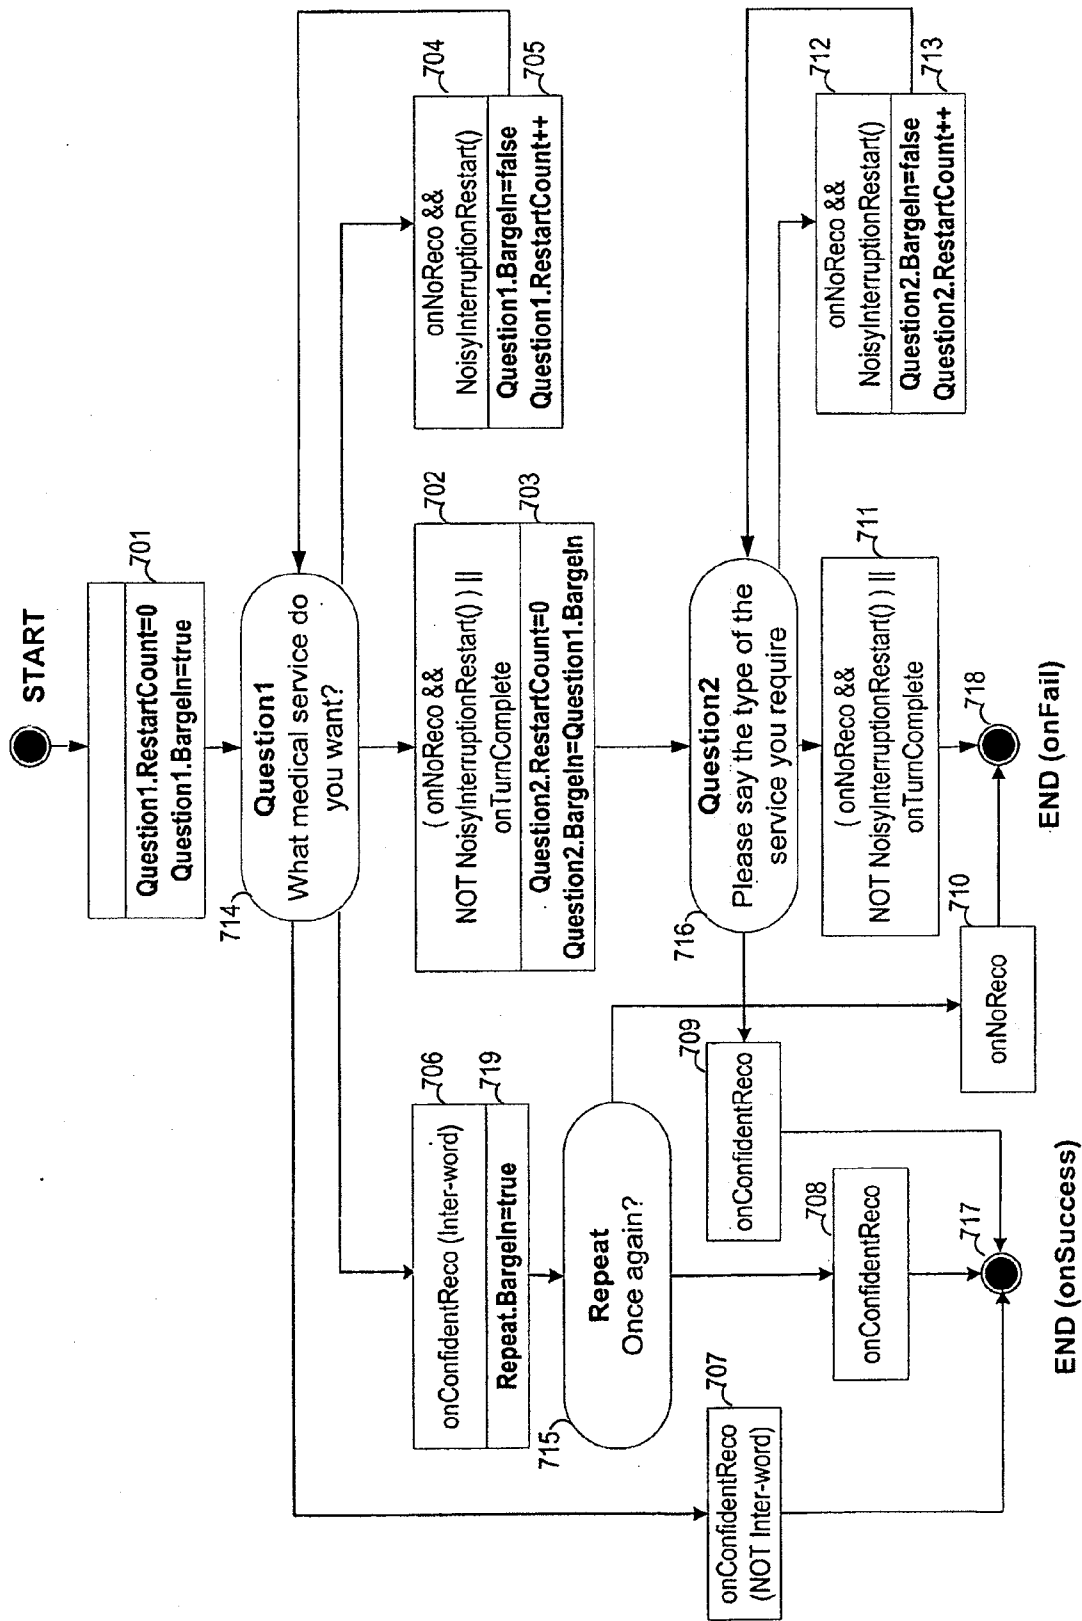 START
701
Question1.RestartCount=0
Question1.BargeIn=true
714
Question1
What medical service do
you want?
706
onConfidentReco (Inter-word)
719
Repeat.BargeIn=true
702
( onNoReco &&
NOT NoisyInterruptionRestart() ) ||
onTurnComplete
703
Question2.RestartCount=0
Question2.BargeIn=Question1.BargeIn
704
onNoReco &&
NoisyInterruptionRestart()
705
Question1.BargeIn=false
Question1.RestartCount++
715
Repeat
Once again?
716
Question2
Please say the type of the
service you require
707
onConfidentReco
(NOT Inter-word)
709
onConfidentReco
708
onConfidentReco
711
( onNoReco &&
NOT NoisyInterruptionRestart() ) ||
onTurnComplete
712
onNoReco &&
NoisyInterruptionRestart()
713
Question2.BargeIn=false
Question2.RestartCount++
710
onNoReco
717
718
END (onSuccess)
END (onFail)